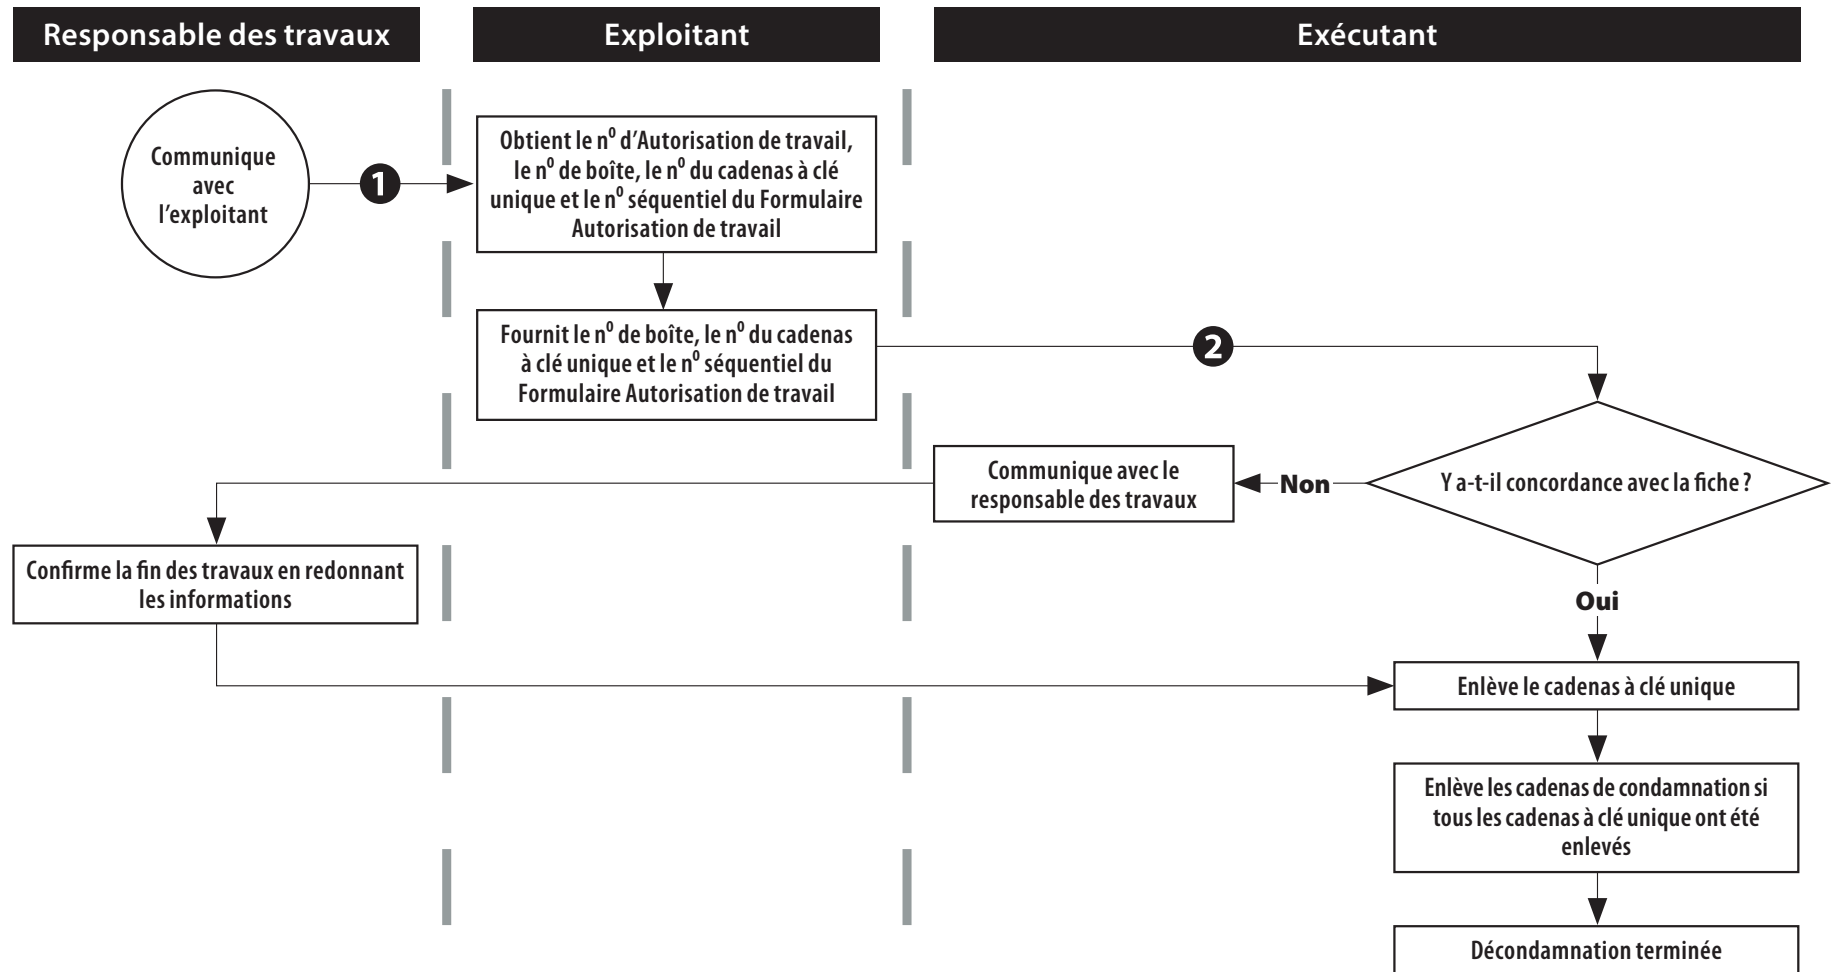 Responsable des travaux
Exploitant
Exécutant
Communique
avec
l'exploitant
1
Obtient le n⁰ d'Autorisation de travail,
le n⁰ de boîte, le n⁰ du cadenas à clé
unique et le n⁰ séquentiel du Formulaire
Autorisation de travail
Fournit le n⁰ de boîte, le n⁰ du cadenas
à clé unique et le n⁰ séquentiel du
Formulaire Autorisation de travail
2
Y a-t-il concordance avec la fiche ?
Non
Communique avec le
responsable des travaux
Confirme la fin des travaux en redonnant
les informations
Oui
Enlève le cadenas à clé unique
Enlève les cadenas de condamnation si
tous les cadenas à clé unique ont été
enlevés
Décondamnation terminée